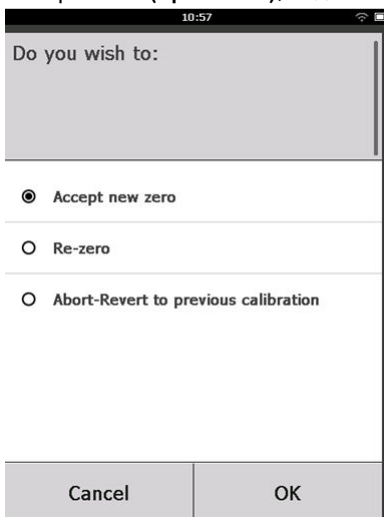 10:57
Do you wish to:
Accept new zero
Re-zero
Abort-Revert to previous calibration
Cancel
OK